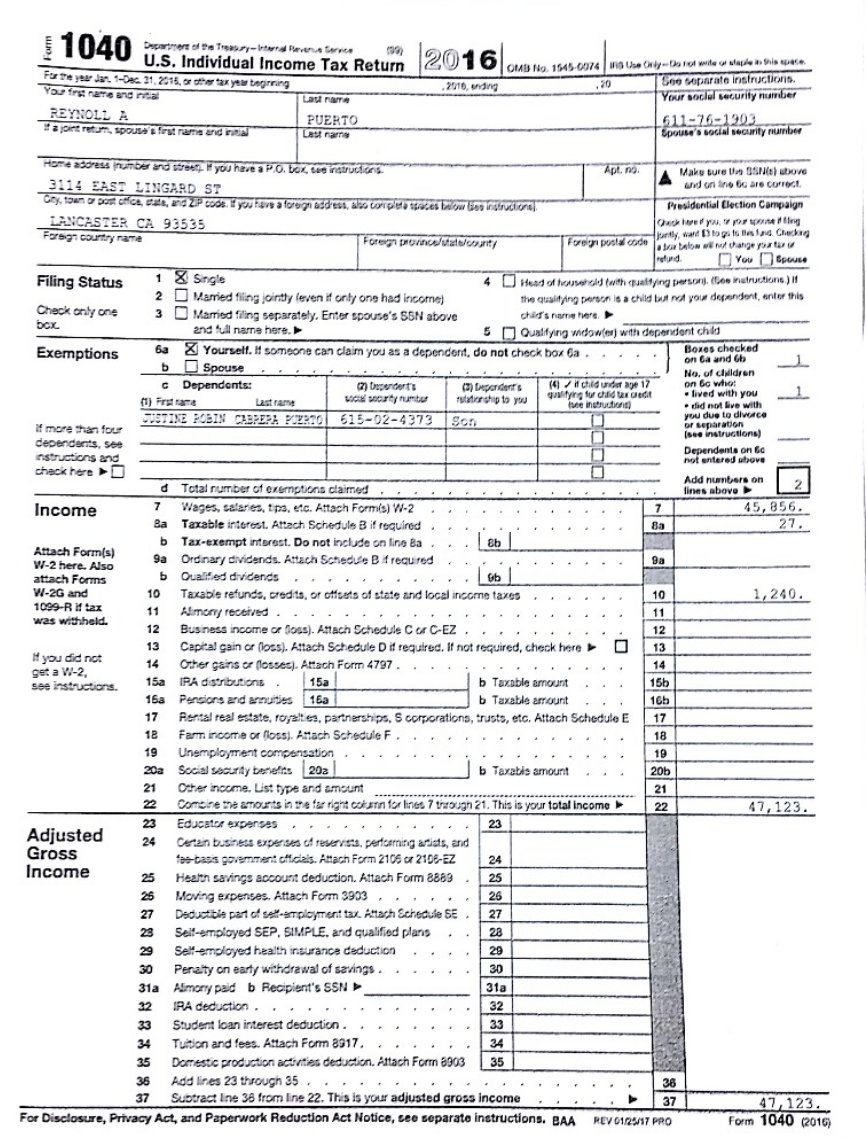 Form 1040 Department of the Treasury—Internal Revenue Service (99) U.S. Individual Income Tax Return 2016 OMB No. 1545-0074 IRS Use Only—Do not write or staple in this space.
For the year Jan. 1–Dec. 31, 2016, or other tax year beginning , 2016, ending , 20 See separate instructions.
Your first name and initial Last name Your social security number
REYNOLL A PUERTO 611-76-1903
If a joint return, spouse's first name and initial Last name Spouse's social security number
Home address (number and street). If you have a P.O. box, see instructions. Apt. no.
3114 EAST LINGARD ST
▲ Make sure the SSN(s) above and on line 6c are correct.
City, town or post office, state, and ZIP code. If you have a foreign address, also complete spaces below (see instructions).
LANCASTER CA 93535
Foreign country name Foreign province/state/county Foreign postal code
Presidential Election Campaign
Check here if you, or your spouse if filing
jointly, want $3 to go to this fund. Checking
a box below will not change your tax or
refund. You Spouse
Filing Status
Check only one
box.
1 X Single
2 Married filing jointly (even if only one had income)
3 Married filing separately. Enter spouse's SSN above
and full name here. ▶
4 Head of household (with qualifying person). (See instructions.) If
the qualifying person is a child but not your dependent, enter this
child's name here. ▶
5 Qualifying widow(er) with dependent child
Exemptions
6a X Yourself. If someone can claim you as a dependent, do not check box 6a
b Spouse
c Dependents:
(1) First name Last name
(2) Dependent's
social security number
(3) Dependent's
relationship to you
(4) ✓ if child under age 17
qualifying for child tax credit
(see instructions)
JUSTINE ROBIN CABRERA PUERTO 615-02-4373 Son
If more than four
dependents, see
instructions and
check here ▶
d Total number of exemptions claimed
Boxes checked
on 6a and 6b 1
No. of children
on 6c who:
• lived with you 1
• did not live with
you due to divorce
or separation
(see instructions)
Dependents on 6c
not entered above
Add numbers on
lines above ▶ 2
Income
Attach Form(s)
W-2 here. Also
attach Forms
W-2G and
1099-R if tax
was withheld.
If you did not
get a W-2,
see instructions.
7 Wages, salaries, tips, etc. Attach Form(s) W-2 7 45,856.
8a Taxable interest. Attach Schedule B if required 8a 27.
b Tax-exempt interest. Do not include on line 8a 8b
9a Ordinary dividends. Attach Schedule B if required 9a
b Qualified dividends 9b
10 Taxable refunds, credits, or offsets of state and local income taxes 10 1,240.
11 Alimony received 11
12 Business income or (loss). Attach Schedule C or C-EZ 12
13 Capital gain or (loss). Attach Schedule D if required. If not required, check here ▶ 13
14 Other gains or (losses). Attach Form 4797 14
15a IRA distributions 15a b Taxable amount 15b
16a Pensions and annuities 16a b Taxable amount 16b
17 Rental real estate, royalties, partnerships, S corporations, trusts, etc. Attach Schedule E 17
18 Farm income or (loss). Attach Schedule F 18
19 Unemployment compensation 19
20a Social security benefits 20a b Taxable amount 20b
21 Other income. List type and amount 21
22 Combine the amounts in the far right column for lines 7 through 21. This is your total income ▶ 22 47,123.
Adjusted
Gross
Income
23 Educator expenses 23
24 Certain business expenses of reservists, performing artists, and
fee-basis government officials. Attach Form 2106 or 2106-EZ 24
25 Health savings account deduction. Attach Form 8889 25
26 Moving expenses. Attach Form 3903 26
27 Deductible part of self-employment tax. Attach Schedule SE 27
28 Self-employed SEP, SIMPLE, and qualified plans 28
29 Self-employed health insurance deduction 29
30 Penalty on early withdrawal of savings 30
31a Alimony paid b Recipient's SSN ▶ 31a
32 IRA deduction 32
33 Student loan interest deduction 33
34 Tuition and fees. Attach Form 8917 34
35 Domestic production activities deduction. Attach Form 8903 35
36 Add lines 23 through 35 36
37 Subtract line 36 from line 22. This is your adjusted gross income ▶ 37 47,123.
For Disclosure, Privacy Act, and Paperwork Reduction Act Notice, see separate instructions. BAA REV 01/25/17 PRO Form 1040 (2016)